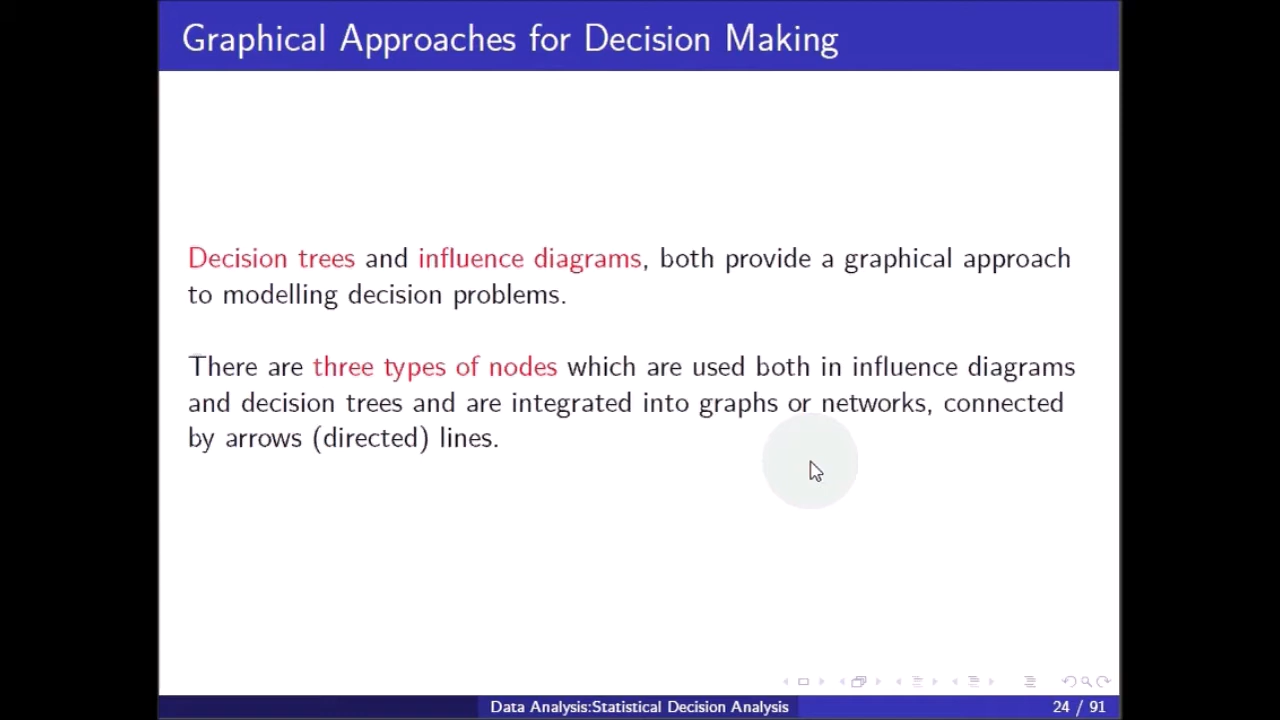 Graphical Approaches for Decision Making
Decision trees and influence diagrams, both provide a graphical approach
to modelling decision problems.
There are three types of nodes which are used both in influence diagrams
and decision trees and are integrated into graphs or networks, connected
by arrows (directed) lines.
Data Analysis:Statistical Decision Analysis
24 / 91